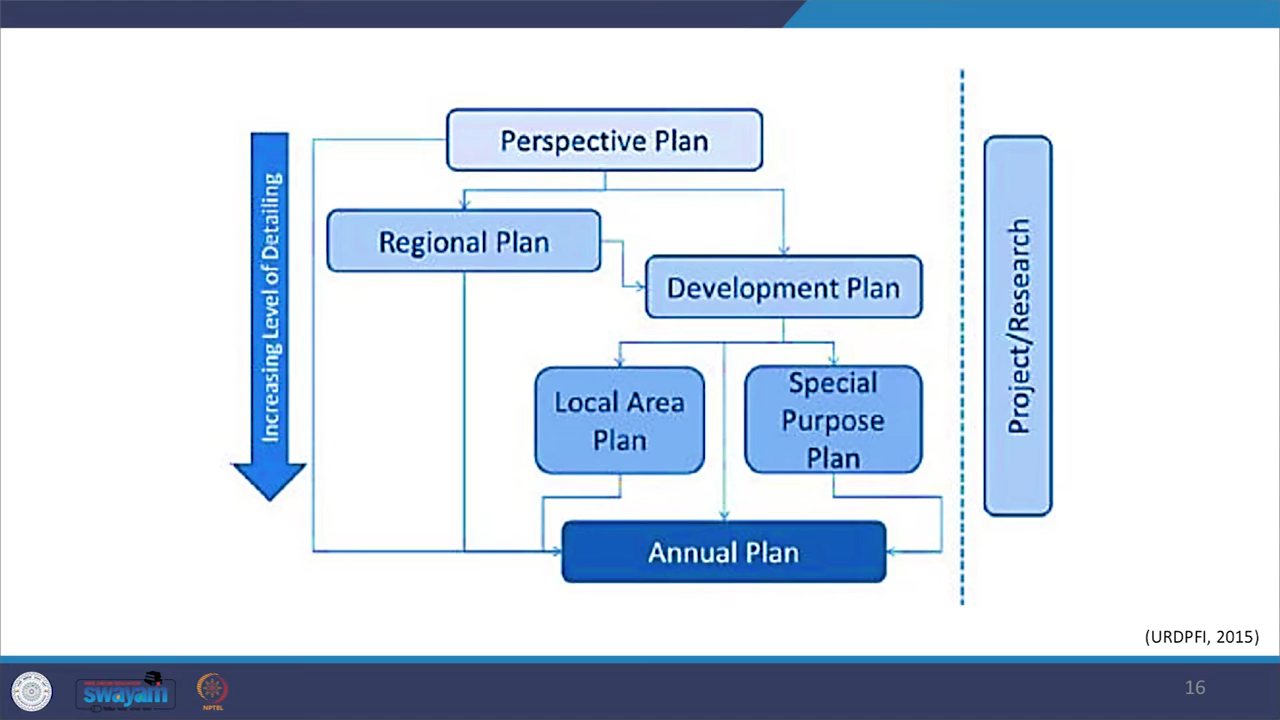 Perspective Plan
Increasing Level of Detailing
Regional Plan
Development Plan
Project/Research
Local Area
Plan
Special
Purpose
Plan
Annual Plan
(URDPFI, 2015)
swayam
NPTEL
16